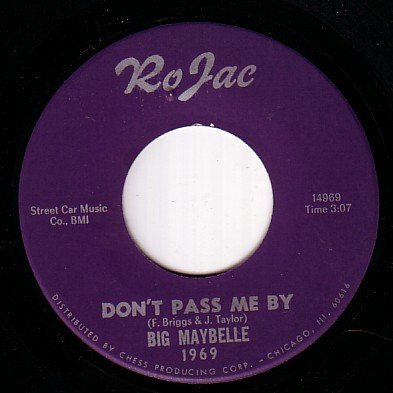 RoJac
Street Car Music
Co., BMI
14969
Time 3:07
DON'T PASS ME BY
(F. Briggs & J. Taylor)
BIG MAYBELLE
1969
DISTRIBUTED BY CHESS PRODUCING CORP. - CHICAGO, Ill. 60616